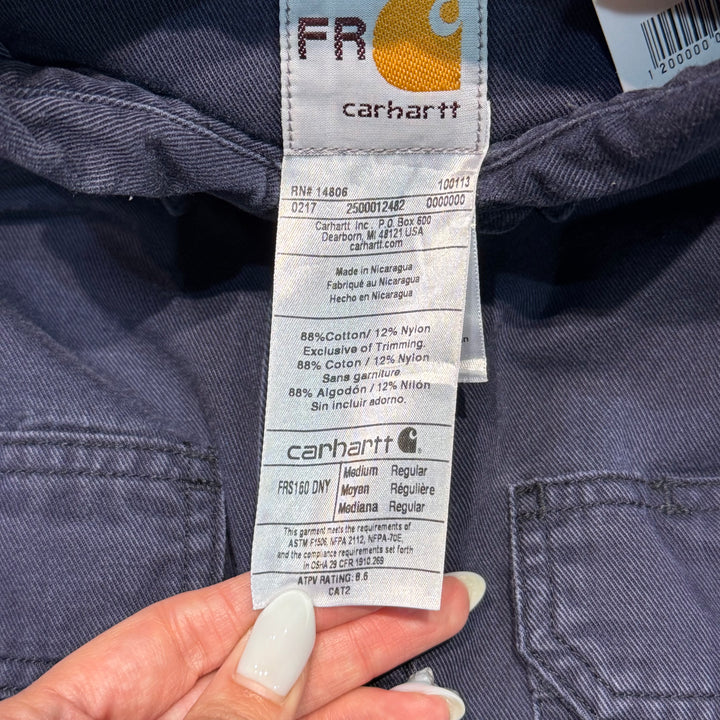 FR
carhartt
1 20000 0
RN# 14806 100113
0217 2500012482 0000000
Carhartt Inc., P.O. Box 600
Dearborn, MI 48121 USA
carhartt.com
Made in Nicaragua
Fabriqué au Nicaragua
Hecho en Nicaragua
88%Cotton/ 12% Nylon
Exclusive of Trimming.
88% Coton / 12% Nylon
Sans garniture.
88% Algodón / 12% Nilón
Sin incluir adorno.
carhartt
FRS160 DNY
Medium Regular
Moyen Régulière
Mediana Regular
This garment meets the requirements of
ASTM F1506, NFPA 2112, NFPA-70E,
and the compliance requirements set forth
in OSHA 29 CFR 1910.269
ATPV RATING: 8.6
CAT2